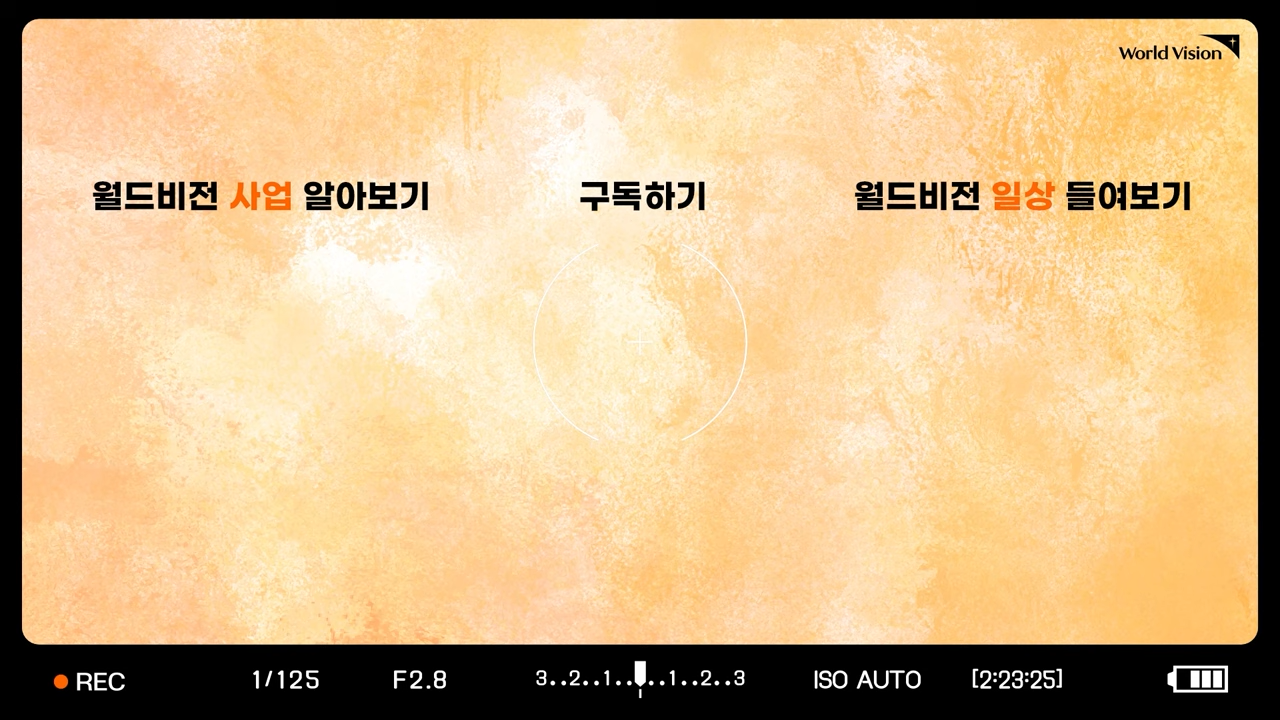 World Vision
월드비전 사업 알아보기
구독하기
월드비전 일상 들여보기
REC
1/125
F2.8
3..2..1....1..2..3
ISO AUTO
[2:23:25]